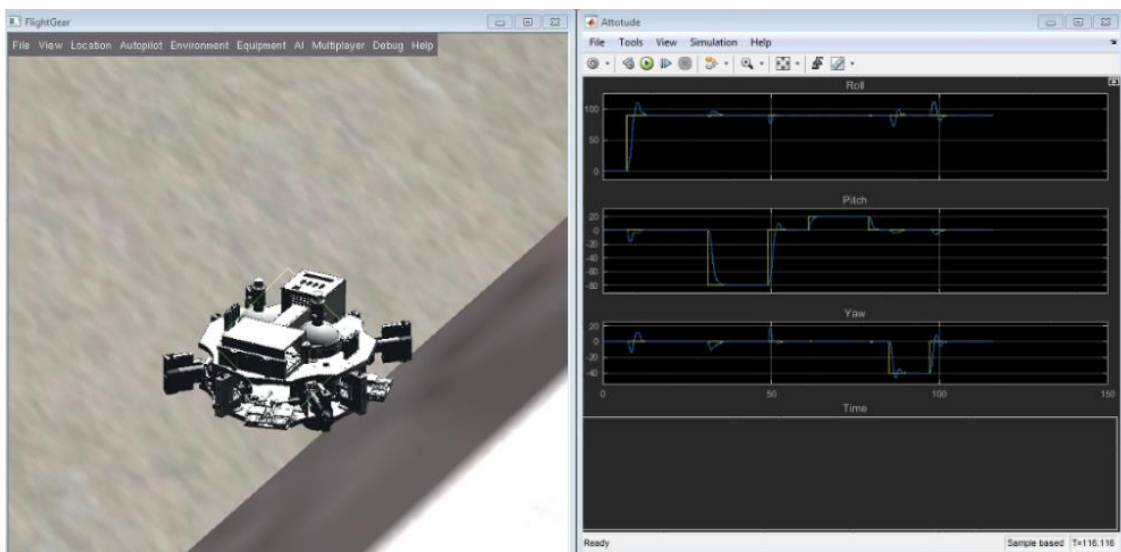 FlightGear
File View Location Autopilot Environment Equipment AI Multiplayer Debug Help
Attotude
File Tools View Simulation Help
Roll
100
50
0
Pitch
20
0
-20
-40
-60
-80
Yaw
20
0
-20
-40
0 50 100 150
Time
Ready Sample based T=116.116